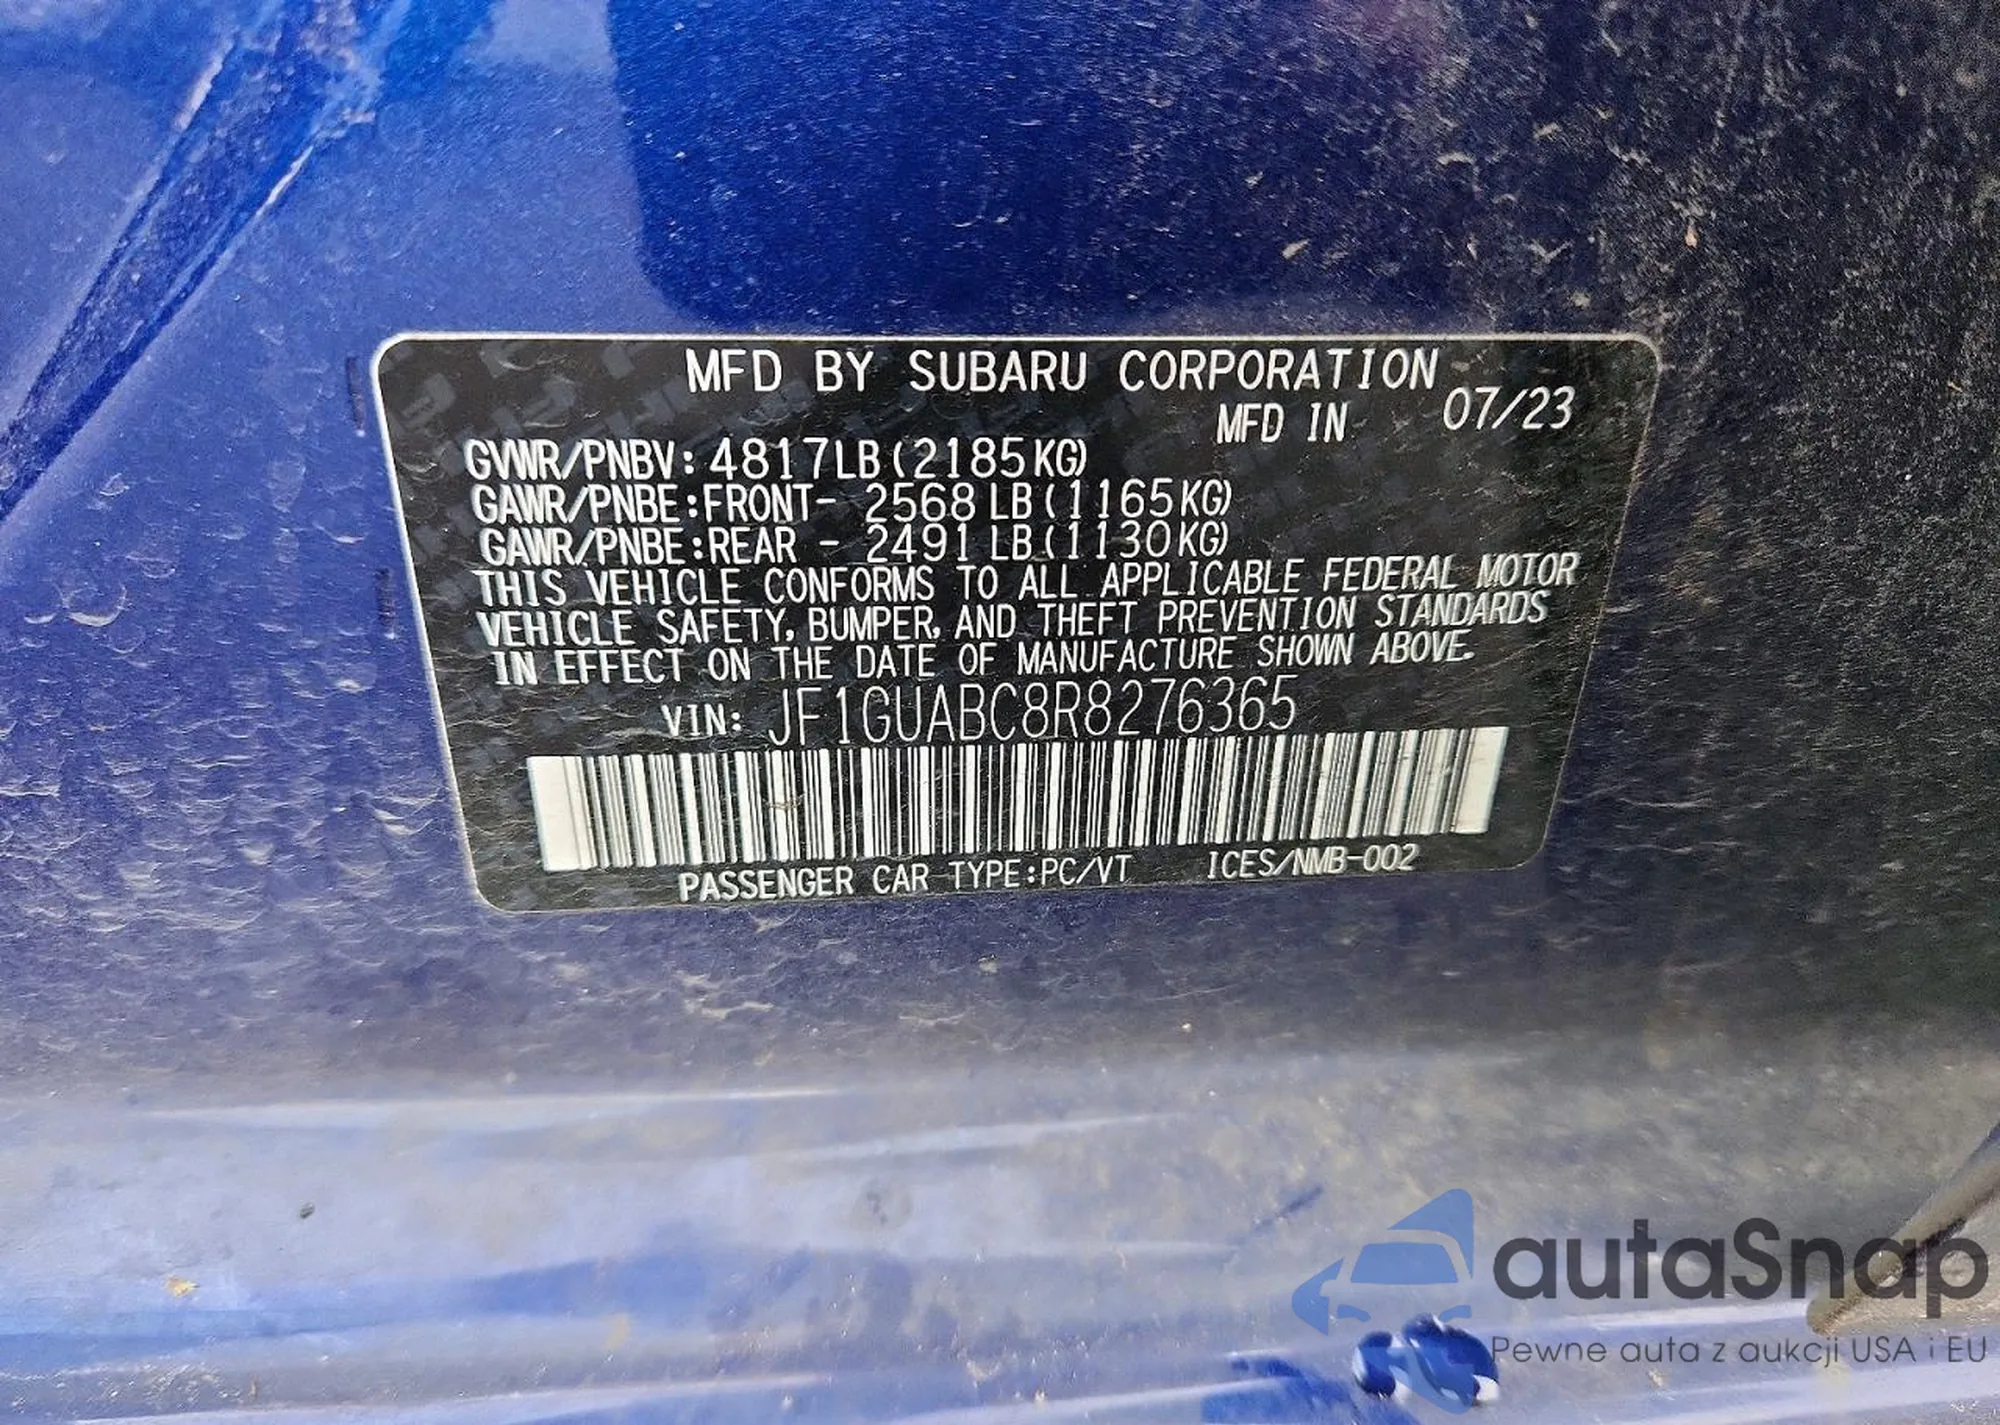 MFD BY SUBARU CORPORATION
MFD IN 07/23
GVWR/PNBV: 4817LB (2185KG)
GAWR/PNBE:FRONT- 2568 LB (1165KG)
GAWR/PNBE:REAR - 2491 LB (1130KG)
THIS VEHICLE CONFORMS TO ALL APPLICABLE FEDERAL MOTOR
VEHICLE SAFETY, BUMPER, AND THEFT PREVENTION STANDARDS
IN EFFECT ON THE DATE OF MANUFACTURE SHOWN ABOVE.
VIN: JF1GUABC8R8276365
PASSENGER CAR TYPE:PC/VT ICES/NMB-002
autaSnap
Pewne auta z aukcji USA i EU